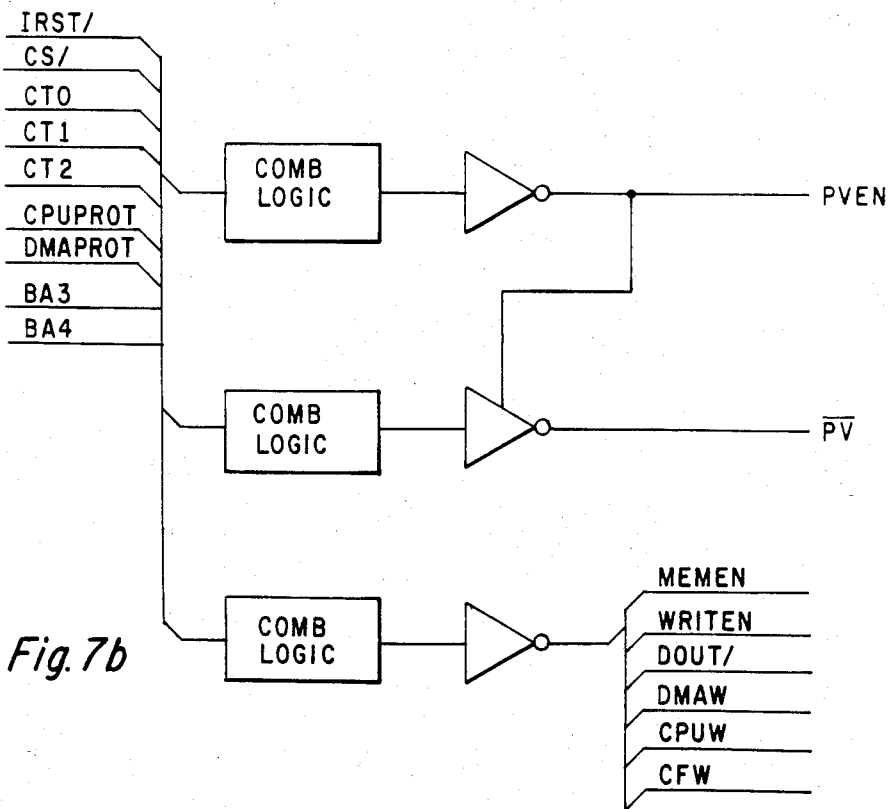 IRST/
CS/
CT0
CT1
CT2
CPUPROT
DMAPROT
BA3
BA4
COMB
LOGIC
PVEN
COMB
LOGIC
PV
COMB
LOGIC
MEMEN
WRITEN
DOUT/
DMAW
CPUW
CFW
Fig. 7b